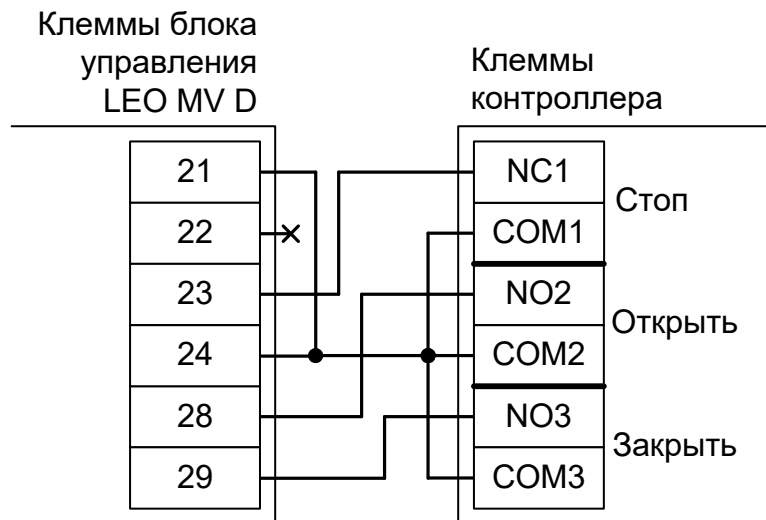 Клеммы блока
управления
LEO MV D
Клеммы
контроллера
21
22
23
24
28
29
NC1
COM1
NO2
COM2
NO3
COM3
Стоп
Открыть
Закрыть